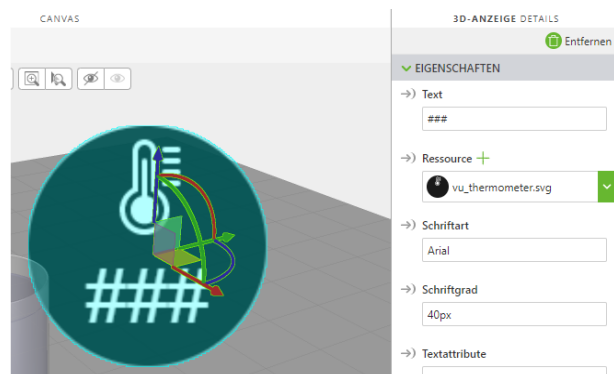 CANVAS
3D-ANZEIGE DETAILS
Entfernen
EIGENSCHAFTEN
Text
###
Ressource
vu_thermometer.svg
Schriftart
Arial
Schriftgrad
40px
Textattribute
###